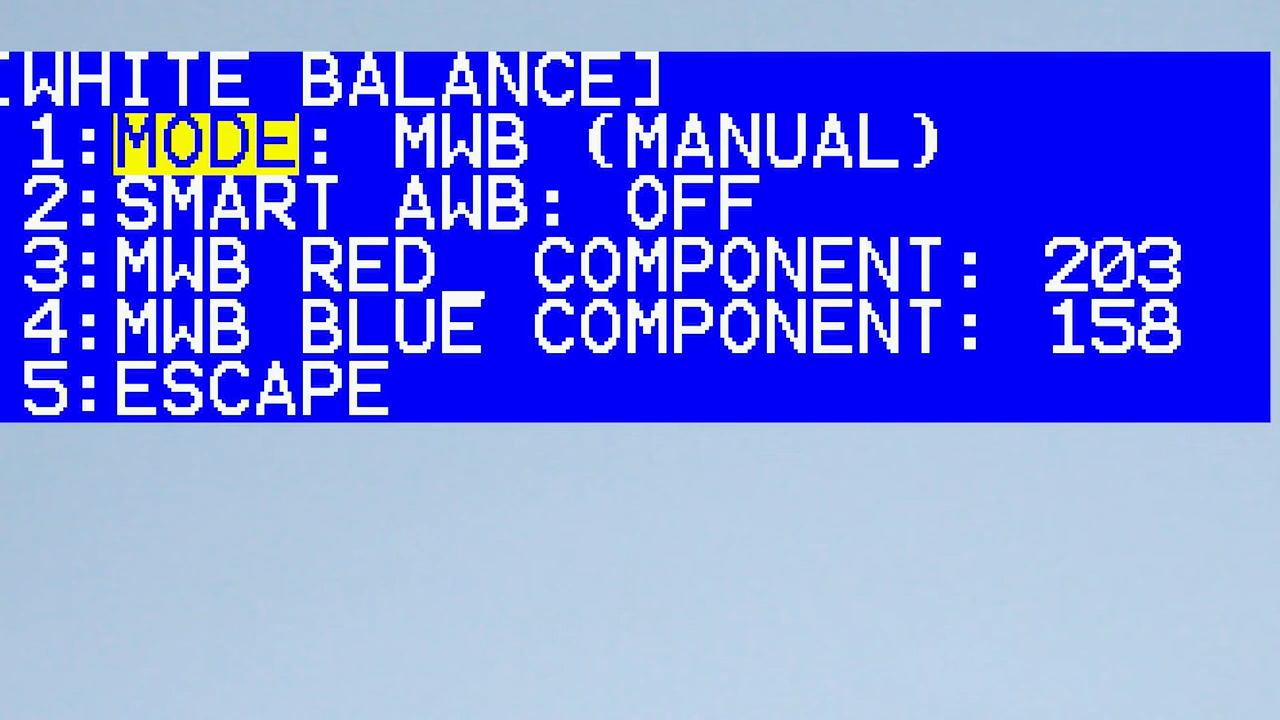 [WHITE BALANCE]
1:MODE: MWB (MANUAL)
2:SMART AWB: OFF
3:MWB RED  COMPONENT: 203
4:MWB BLUE COMPONENT: 158
5:ESCAPE